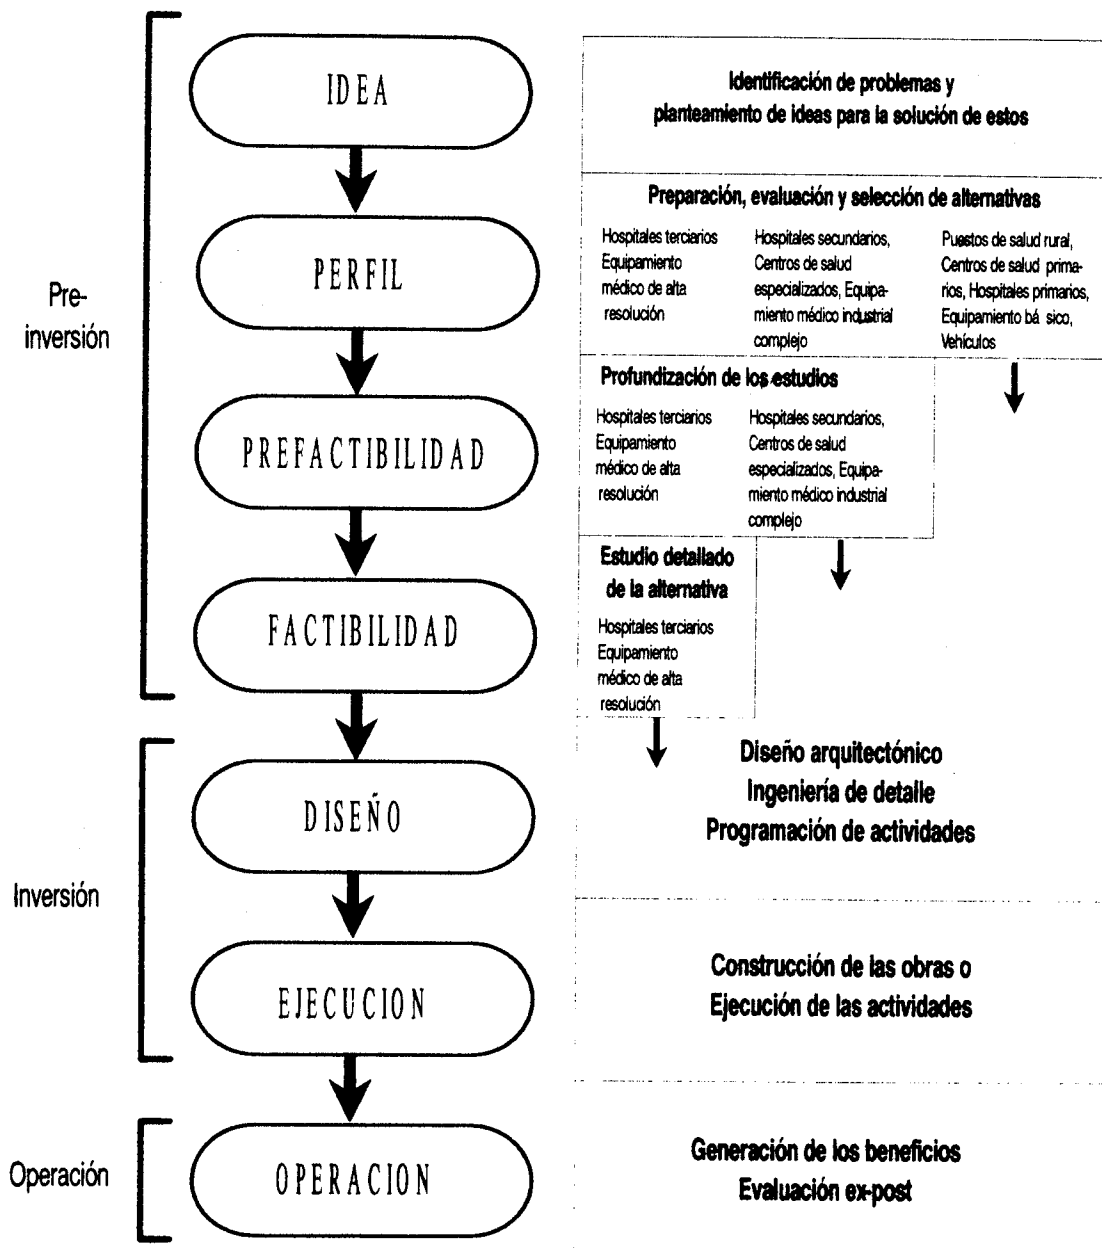 Pre-
inversión
Inversión
Operación
IDEA
PERFIL
PREFACTIBILIDAD
FACTIBILIDAD
DISEÑO
EJECUCION
OPERACION
Identificación de problemas y
planteamiento de ideas para la solución de estos
Preparación, evaluación y selección de alternativas
Hospitales terciarios
Equipamiento
médico de alta
resolución
Hospitales secundarios,
Centros de salud
especializados, Equipa-
miento médico industrial
complejo
Puestos de salud rural,
Centros de salud prima-
rios, Hospitales primarios,
Equipamiento bá sico,
Vehículos
Profundización de los estudios
Hospitales terciarios
Equipamiento
médico de alta
resolución
Hospitales secundarios,
Centros de salud
especializados, Equipa-
miento médico industrial
complejo
Estudio detallado
de la alternativa
Hospitales terciarios
Equipamiento
médico de alta
resolución
Diseño arquitectónico
Ingeniería de detalle
Programación de actividades
Construcción de las obras o
Ejecución de las actividades
Generación de los beneficios
Evaluación ex-post